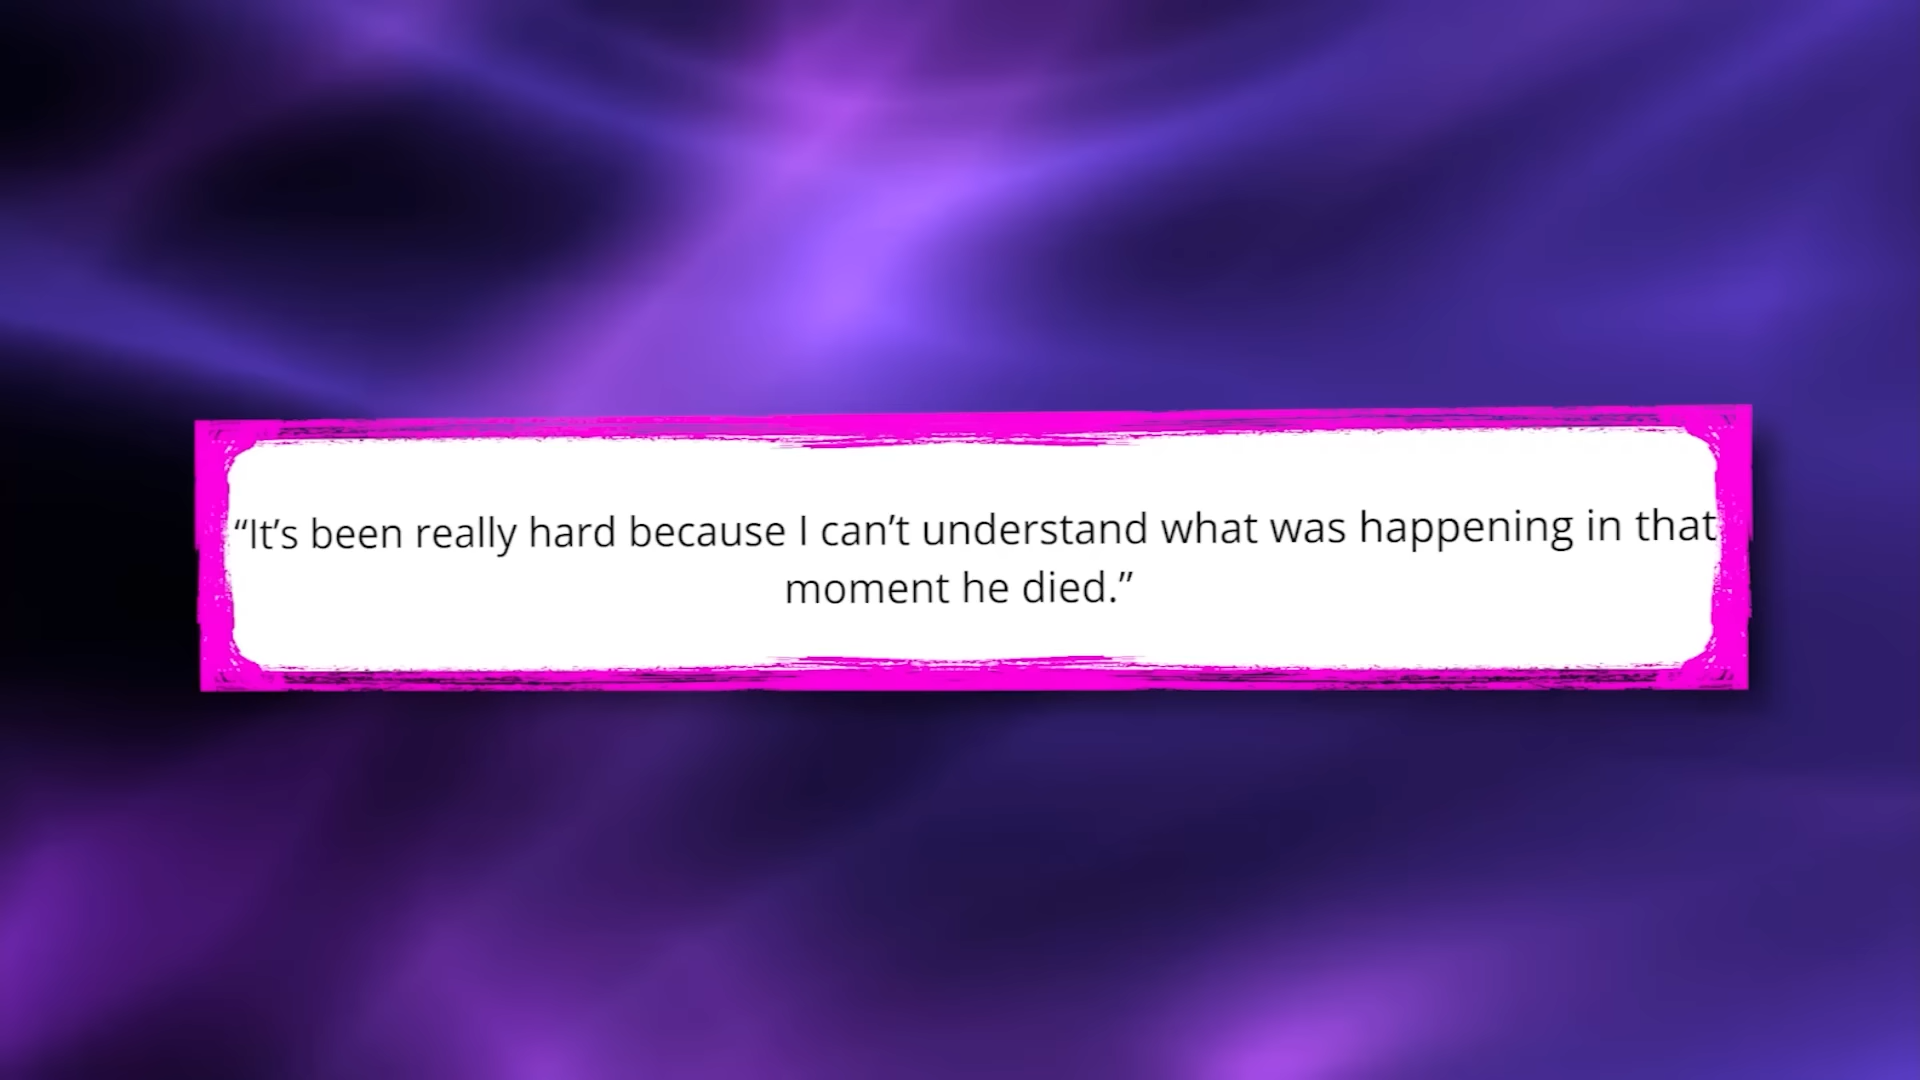 “It’s been really hard because I can’t understand what was happening in that
moment he died.”